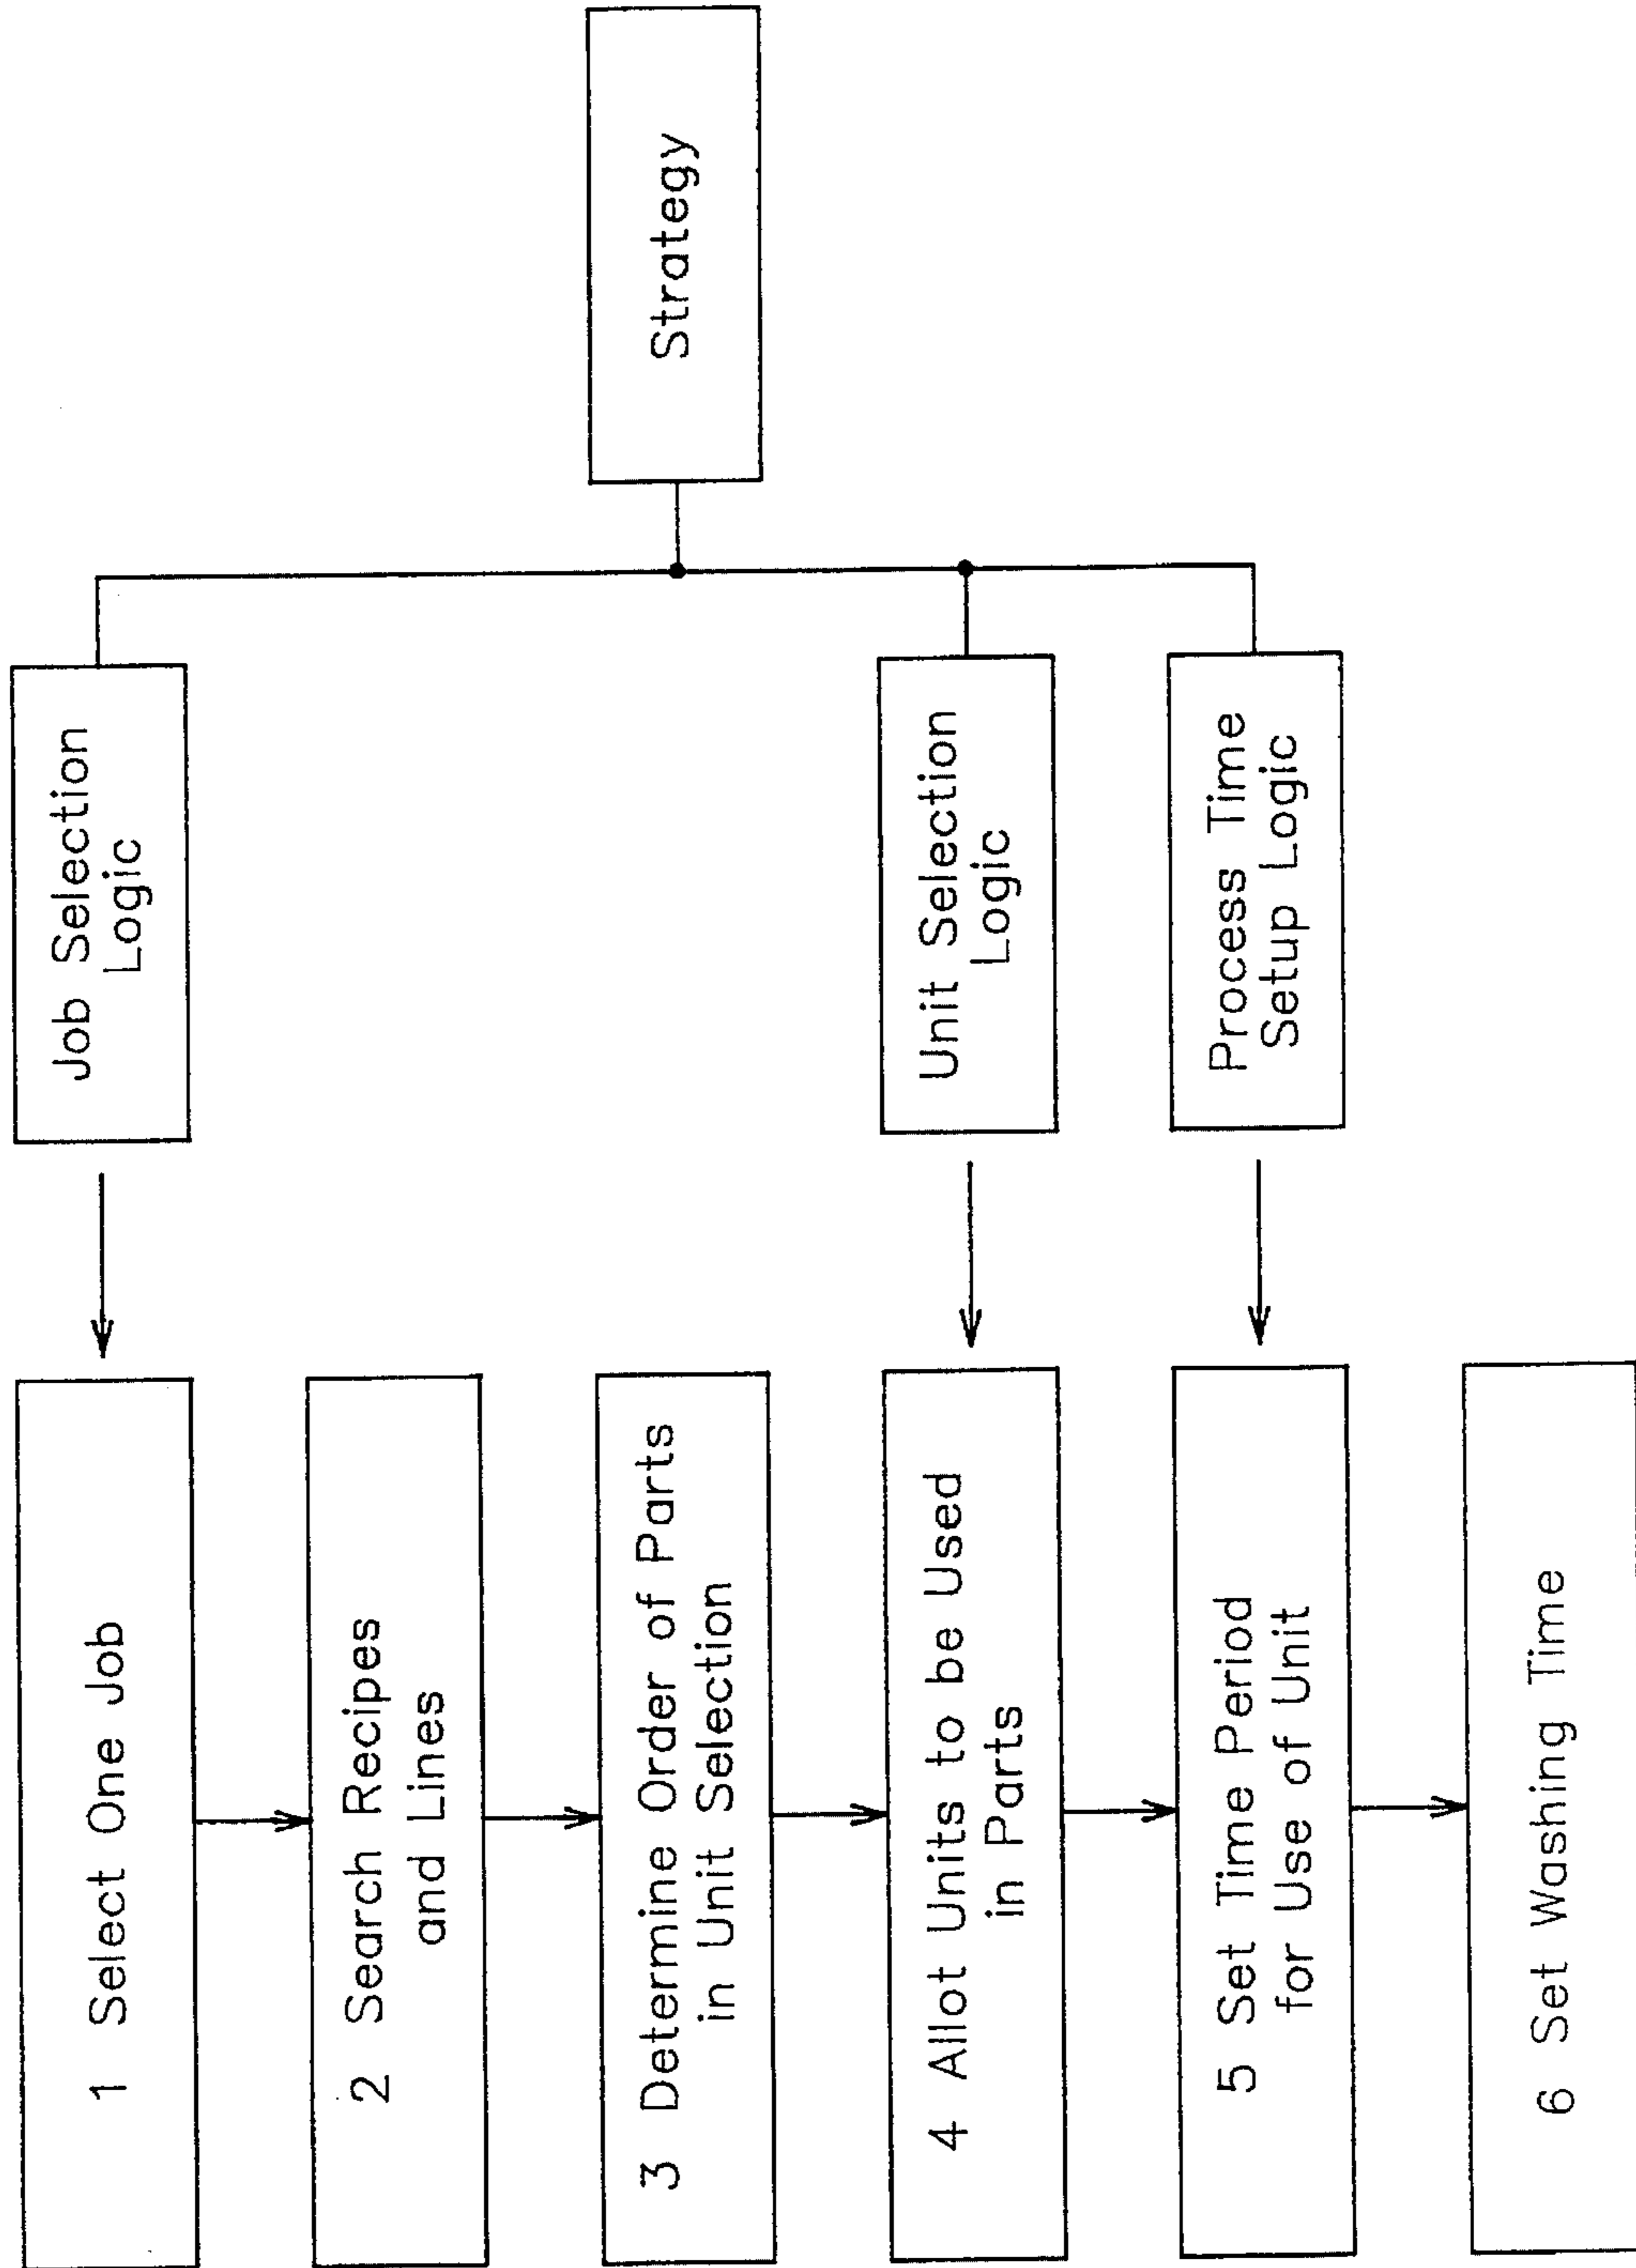 1 Select One Job
2 Search Recipes
and Lines
3 Determine Order of Parts
in Unit Selection
4 Allot Units to be Used
in Parts
5 Set Time Period
for Use of Unit
6 Set Washing Time
Job Selection
Logic
Unit Selection
Logic
Process Time
Setup Logic
Strategy